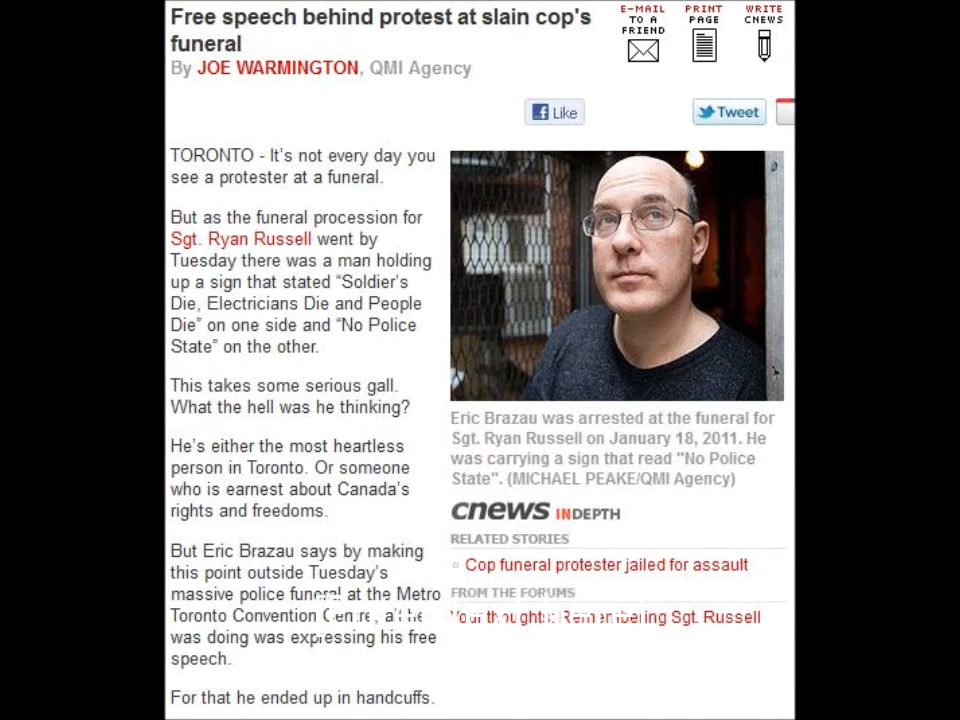 Free speech behind protest at slain cop's
funeral
By JOE WARMINGTON, QMI Agency
E-MAIL
TO A
FRIEND
PRINT
PAGE
WRITE
CNEWS
Like
Tweet
TORONTO - It's not every day you
see a protester at a funeral.
But as the funeral procession for
Sgt. Ryan Russell went by
Tuesday there was a man holding
up a sign that stated “Soldier's
Die, Electricians Die and People
Die” on one side and “No Police
State” on the other.
This takes some serious gall.
What the hell was he thinking?
He's either the most heartless
person in Toronto. Or someone
who is earnest about Canada's
rights and freedoms.
But Eric Brazau says by making
this point outside Tuesday's
massive police funeral at the Metro
Toronto Convention Centre, all he
was doing was expressing his free
speech.
For that he ended up in handcuffs.
Eric Brazau was arrested at the funeral for
Sgt. Ryan Russell on January 18, 2011. He
was carrying a sign that read "No Police
State". (MICHAEL PEAKE/QMI Agency)
cnews INDEPTH
RELATED STORIES
Cop funeral protester jailed for assault
FROM THE FORUMS
Your thoughts: Remembering Sgt. Russell